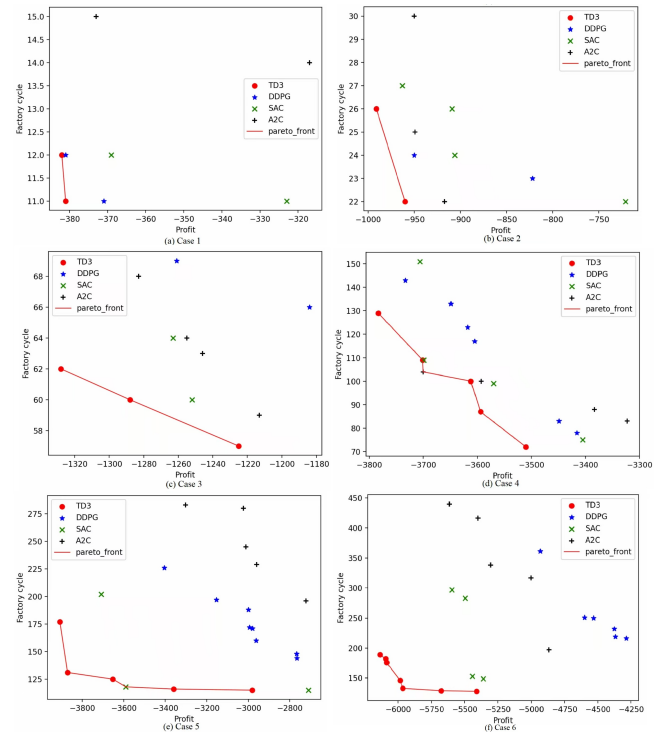 15.0
14.5
14.0
13.5
13.0
12.5
12.0
11.5
11.0
Factory cycle
TD3
DDPG
SAC
A2C
pareto_front
−380 −370 −360 −350 −340 −330 −320
Profit
(a) Case 1
30
29
28
27
26
25
24
23
22
Factory cycle
TD3
DDPG
SAC
A2C
pareto_front
−1000 −950 −900 −850 −800 −750
Profit
(b) Case 2
68
66
64
62
60
58
Factory cycle
TD3
DDPG
SAC
A2C
pareto_front
−1320 −1300 −1280 −1260 −1240 −1220 −1200 −1180
Profit
(c) Case 3
150
140
130
120
110
100
90
80
70
Factory cycle
TD3
DDPG
SAC
A2C
pareto_front
−3800 −3700 −3600 −3500 −3400 −3300
Profit
(d) Case 4
275
250
225
200
175
150
125
Factory cycle
TD3
DDPG
SAC
A2C
pareto_front
−3800 −3600 −3400 −3200 −3000 −2800
Profit
(e) Case 5
450
400
350
300
250
200
150
Factory cycle
TD3
DDPG
SAC
A2C
pareto_front
−6000 −5750 −5500 −5250 −5000 −4750 −4500 −4250
Profit
(f) Case 6